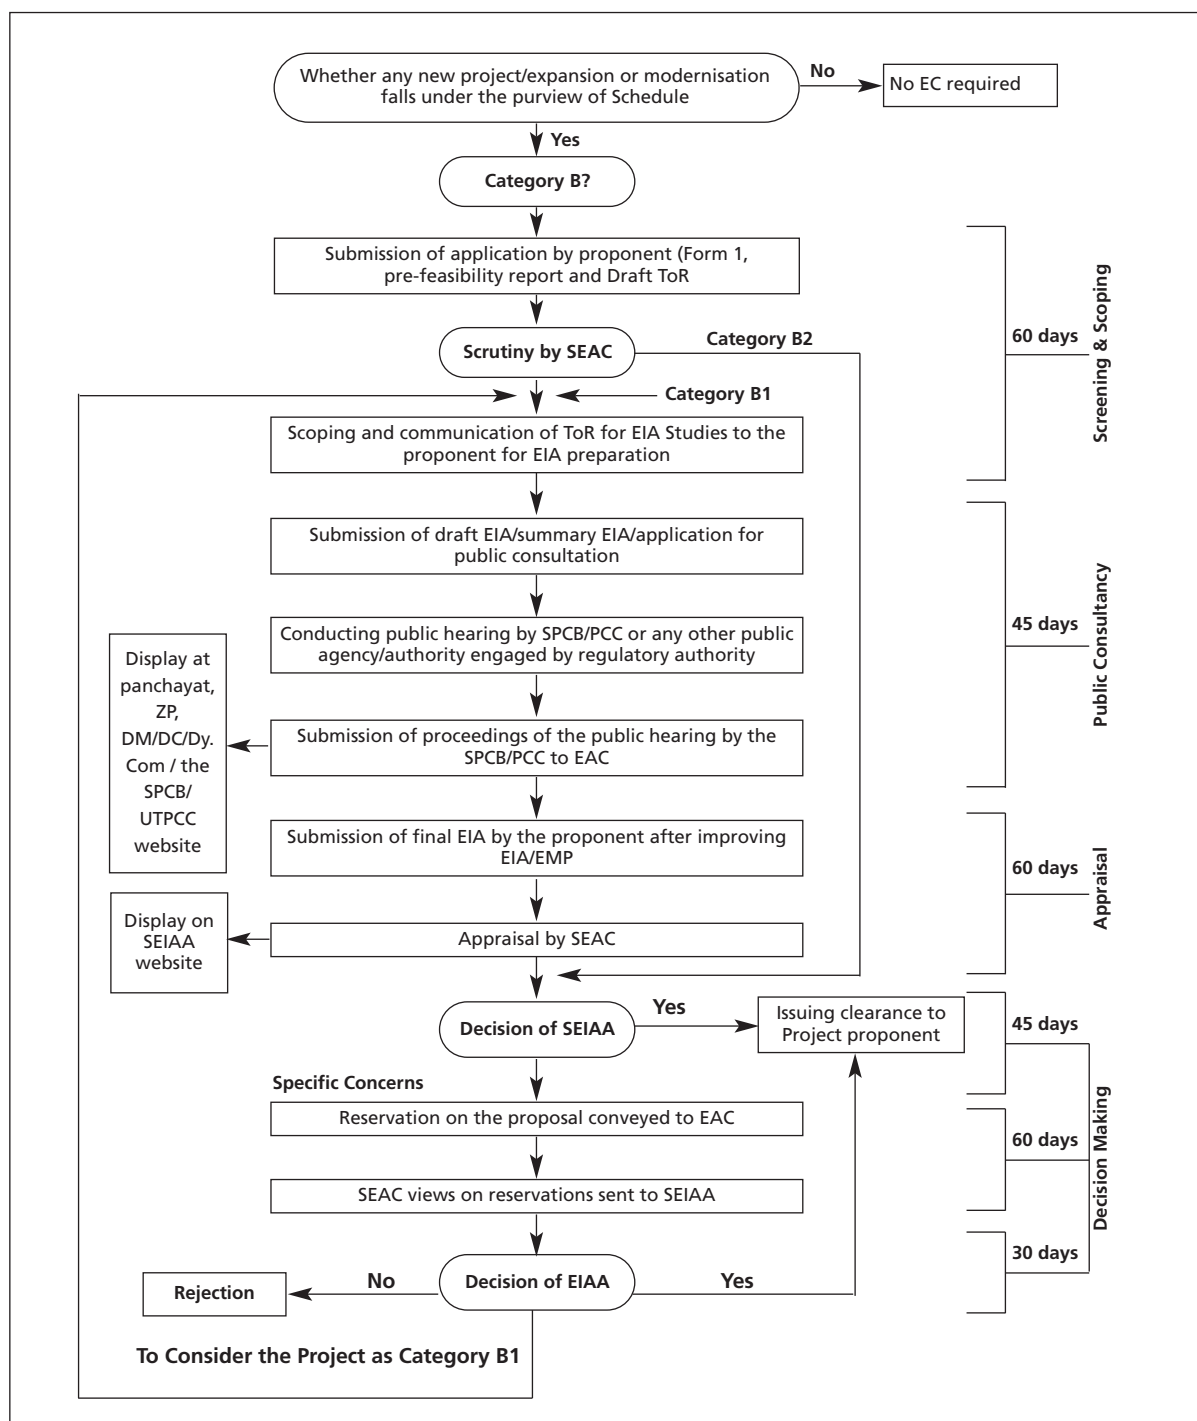 Whether any new project/expansion or modernisation
falls under the purview of Schedule
No
No EC required
Yes
Category B?
Submission of application by proponent (Form 1,
pre-feasibility report and Draft ToR
Scrutiny by SEAC
Category B2
Category B1
Scoping and communication of ToR for EIA Studies to the
proponent for EIA preparation
Submission of draft EIA/summary EIA/application for
public consultation
Conducting public hearing by SPCB/PCC or any other public
agency/authority engaged by regulatory authority
Display at
panchayat,
ZP,
DM/DC/Dy.
Com / the
SPCB/
UTPCC
website
Submission of proceedings of the public hearing by the
SPCB/PCC to EAC
Submission of final EIA by the proponent after improving
EIA/EMP
Display on
SEIAA
website
Appraisal by SEAC
Decision of SEIAA
Yes
Issuing clearance to
Project proponent
Specific Concerns
Reservation on the proposal conveyed to EAC
SEAC views on reservations sent to SEIAA
Decision of EIAA
No
Yes
Rejection
To Consider the Project as Category B1
60 days
Screening & Scoping
45 days
Public Consultancy
60 days
Appraisal
45 days
60 days
30 days
Decision Making